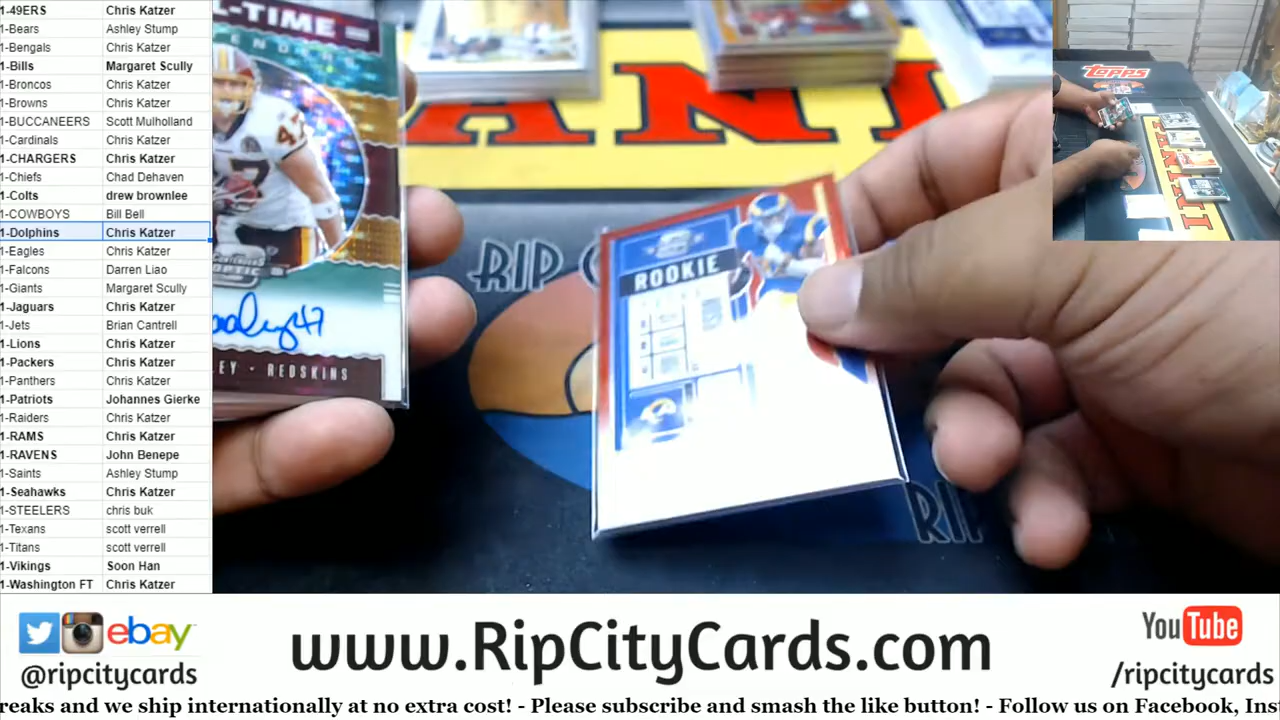 1-49ERS Chris Katzer
1-Bears Ashley Stump
1-Bengals Chris Katzer
1-Bills Margaret Scully
1-Broncos Chris Katzer
1-Browns Chris Katzer
1-BUCCANEERS Scott Mulholland
1-Cardinals Chris Katzer
1-CHARGERS Chris Katzer
1-Chiefs Chad Dehaven
1-Colts drew brownlee
1-COWBOYS Bill Bell
1-Dolphins Chris Katzer
1-Eagles Chris Katzer
1-Falcons Darren Liao
1-Giants Margaret Scully
1-Jaguars Chris Katzer
1-Jets Brian Cantrell
1-Lions Chris Katzer
1-Packers Chris Katzer
1-Panthers Chris Katzer
1-Patriots Johannes Gierke
1-Raiders Chris Katzer
1-RAMS Chris Katzer
1-RAVENS John Benepe
1-Saints Ashley Stump
1-Seahawks Chris Katzer
1-STEELERS chris buk
1-Texans scott verrell
1-Titans scott verrell
1-Vikings Soon Han
1-Washington FT Chris Katzer
L-TIME
47
OPTIC
EY · REDSKINS
ANI
RIP
ROOKIE
RIP
topps
ebay
@ripcitycards
www.RipCityCards.com
YouTube
/ripcitycards
reaks and we ship internationally at no extra cost! - Please subscribe and smash the like button! - Follow us on Facebook, Ins